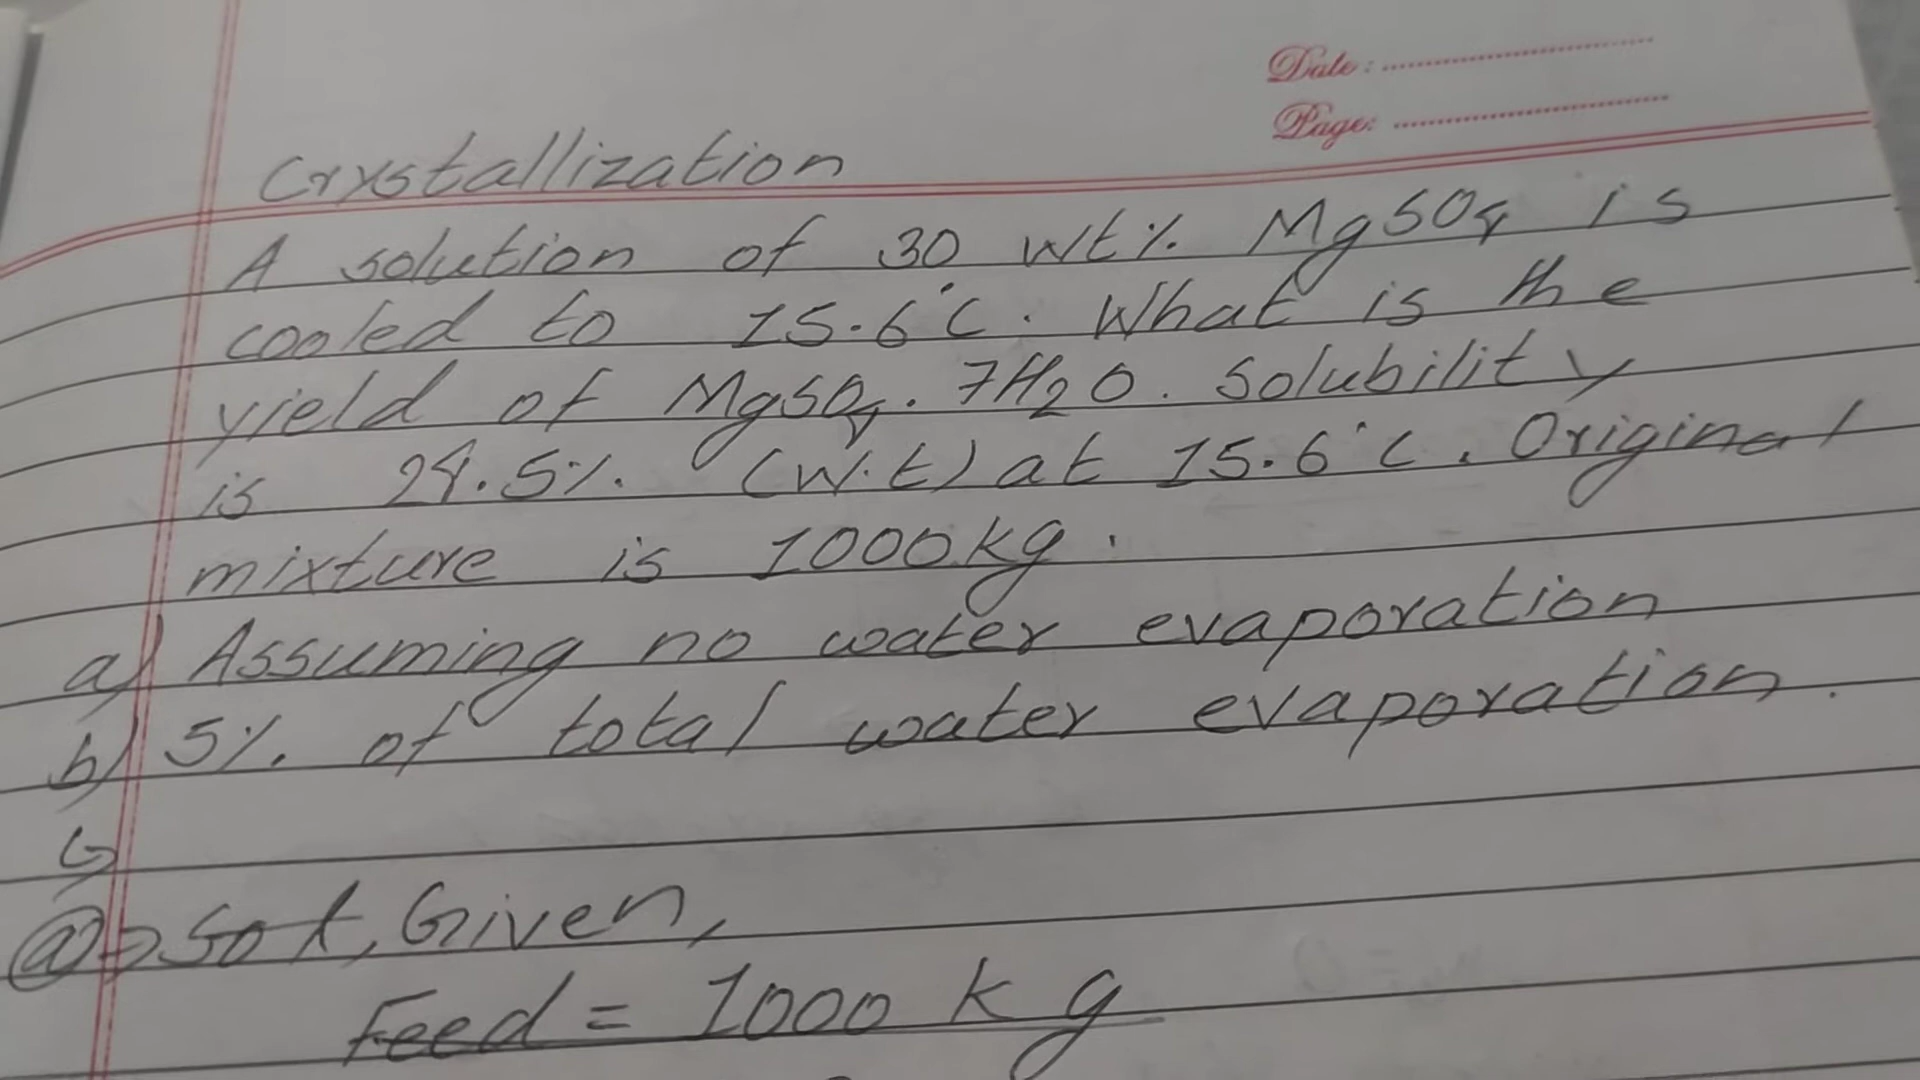 Date:
Page:
Crystallization
A solution of 30 wt% MgSO4 is
cooled to 15.6°C. What is the
yield of MgSO4. 7H2O. Solubility
is 24.5%. (w.t) at 15.6°C. Original
mixture is 1000kg.
a) Assuming no water evaporation
b) 5%. of total water evaporation.
↳
ⓐ→ Sol, Given,
Feed = 1000 kg